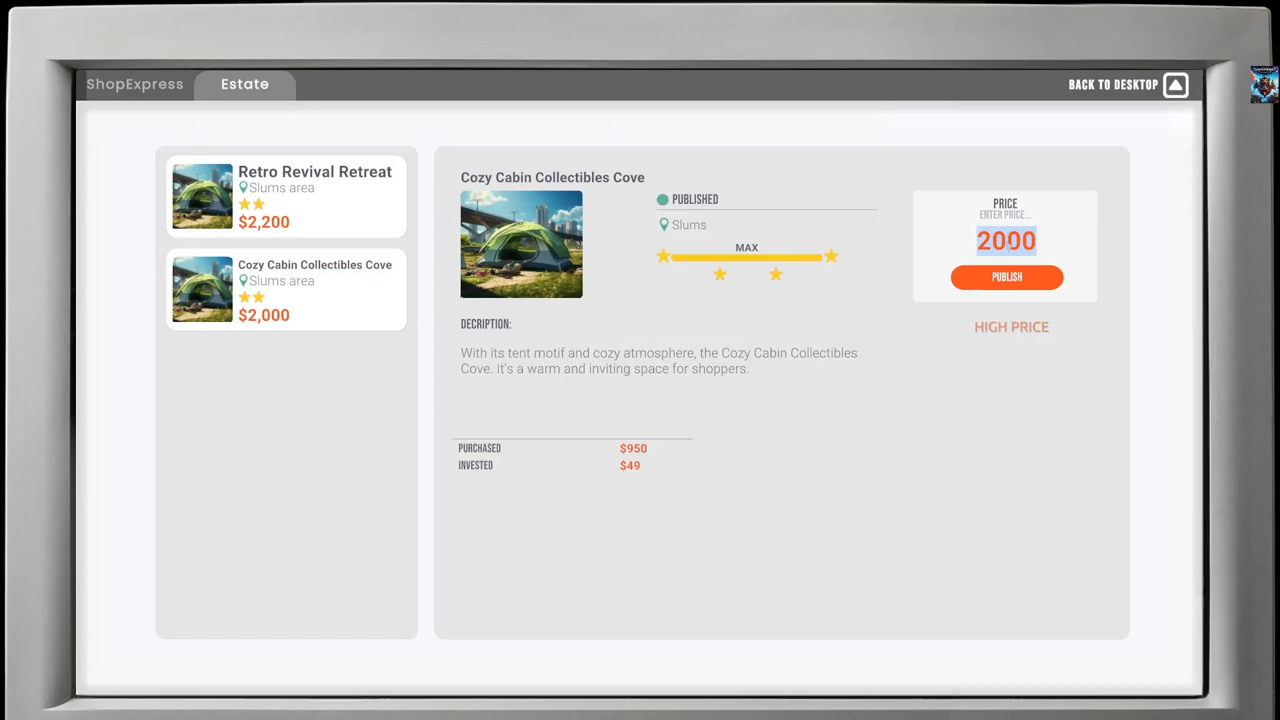 ShopExpress
Estate
BACK TO DESKTOP
Retro Revival Retreat
Slums area
$2,200
Cozy Cabin Collectibles Cove
Slums area
$2,000
Cozy Cabin Collectibles Cove
PUBLISHED
Slums
MAX
PRICE
ENTER PRICE...
2000
PUBLISH
HIGH PRICE
DECRIPTION:
With its tent motif and cozy atmosphere, the Cozy Cabin Collectibles
Cove. It's a warm and inviting space for shoppers.
PURCHASED $950
INVESTED $49